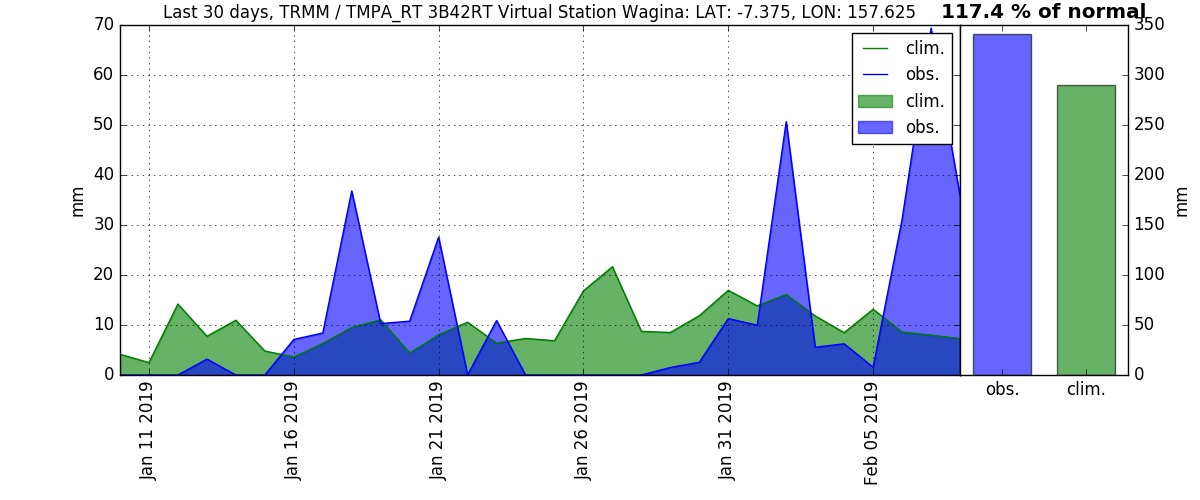 Last 30 days, TRMM / TMPA_RT 3B42RT Virtual Station Wagina: LAT: -7.375, LON: 157.625
117.4 % of normal
70
60
50
40
30
20
10
0
mm
clim.
obs.
clim.
obs.
Jan 11 2019
Jan 16 2019
Jan 21 2019
Jan 26 2019
Jan 31 2019
Feb 05 2019
350
300
250
200
150
100
50
0
mm
obs.
clim.